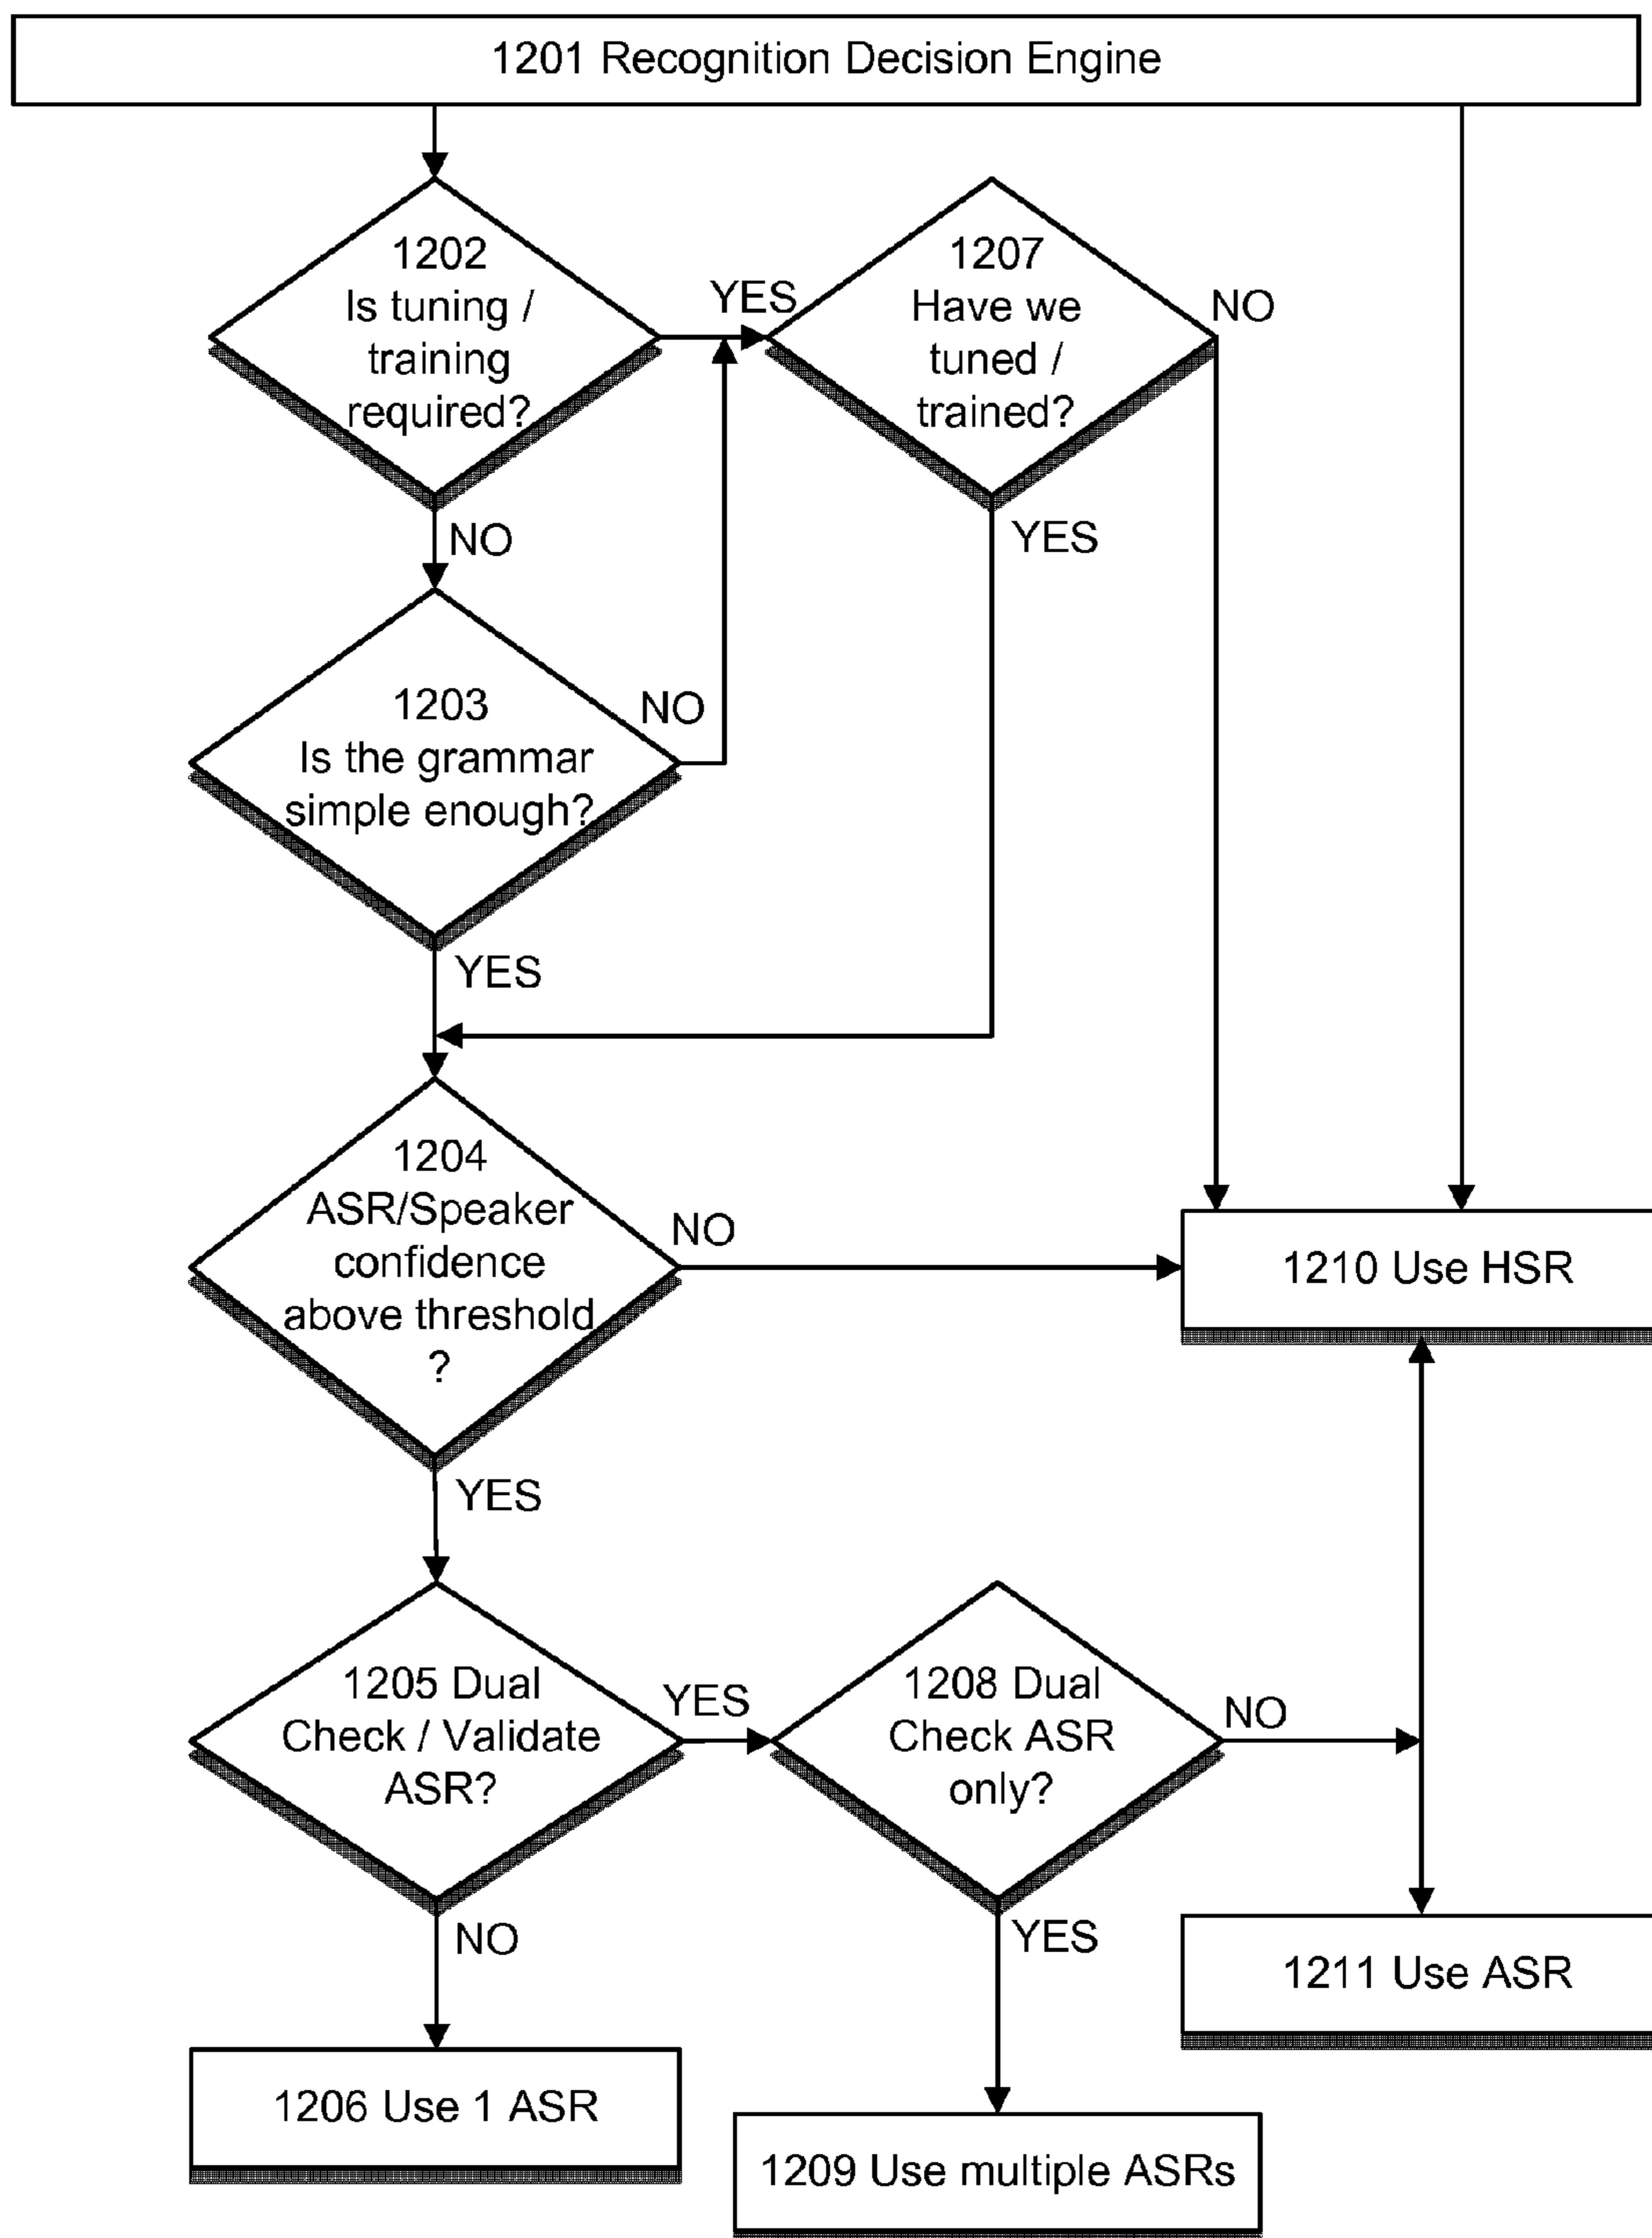 1201 Recognition Decision Engine
1202
Is tuning /
training
required?
YES
1207
Have we
tuned /
trained?
NO
NO
YES
1203
Is the grammar
simple enough?
NO
YES
1204
ASR/Speaker
confidence
above threshold
?
NO
1210 Use HSR
YES
1205 Dual
Check / Validate
ASR?
YES
1208 Dual
Check ASR
only?
NO
NO
YES
1211 Use ASR
1206 Use 1 ASR
1209 Use multiple ASRs